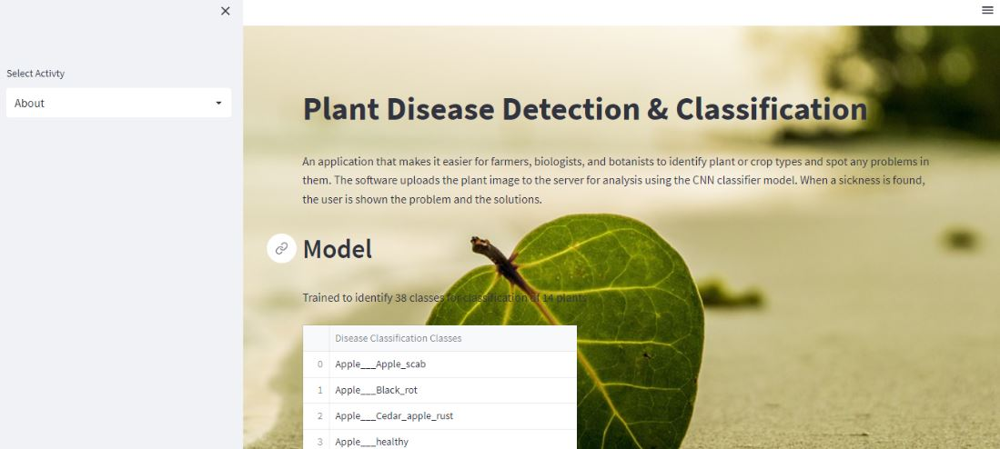 Select Activty
About
Plant Disease Detection & Classification
An application that makes it easier for farmers, biologists, and botanists to identify plant or crop types and spot any problems in
them. The software uploads the plant image to the server for analysis using the CNN classifier model. When a sickness is found,
the user is shown the problem and the solutions.
Model
Trained to identify 38 classes for classification of 14 plants
Disease Classification Classes
0 Apple___Apple_scab
1 Apple___Black_rot
2 Apple___Cedar_apple_rust
3 Apple___healthy